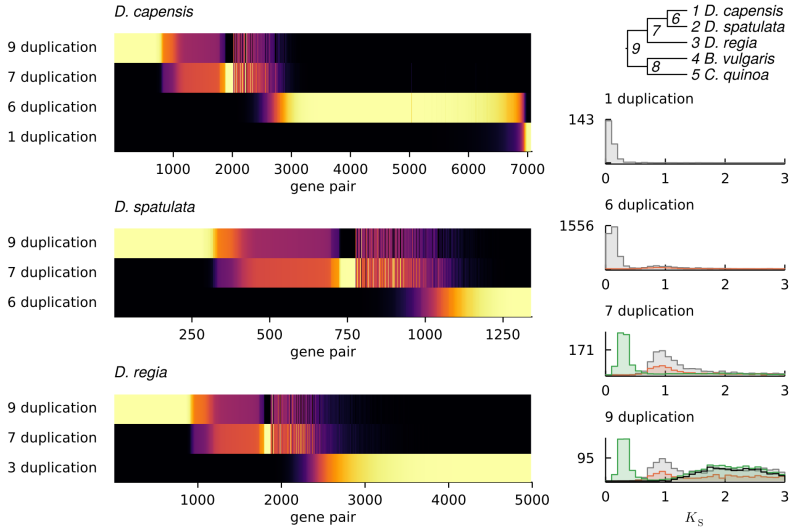 D. capensis
9 duplication
7 duplication
6 duplication
1 duplication
1000 2000 3000 4000 5000 6000 7000
gene pair
D. spatulata
9 duplication
7 duplication
6 duplication
250 500 750 1000 1250
gene pair
D. regia
9 duplication
7 duplication
3 duplication
1000 2000 3000 4000 5000
gene pair
1 D. capensis
6
2 D. spatulata
7
3 D. regia
9
4 B. vulgaris
8
5 C. quinoa
1 duplication
143
0 1 2 3
6 duplication
1556
0 1 2 3
7 duplication
171
0 1 2 3
9 duplication
95
0 1 2 3
K_S